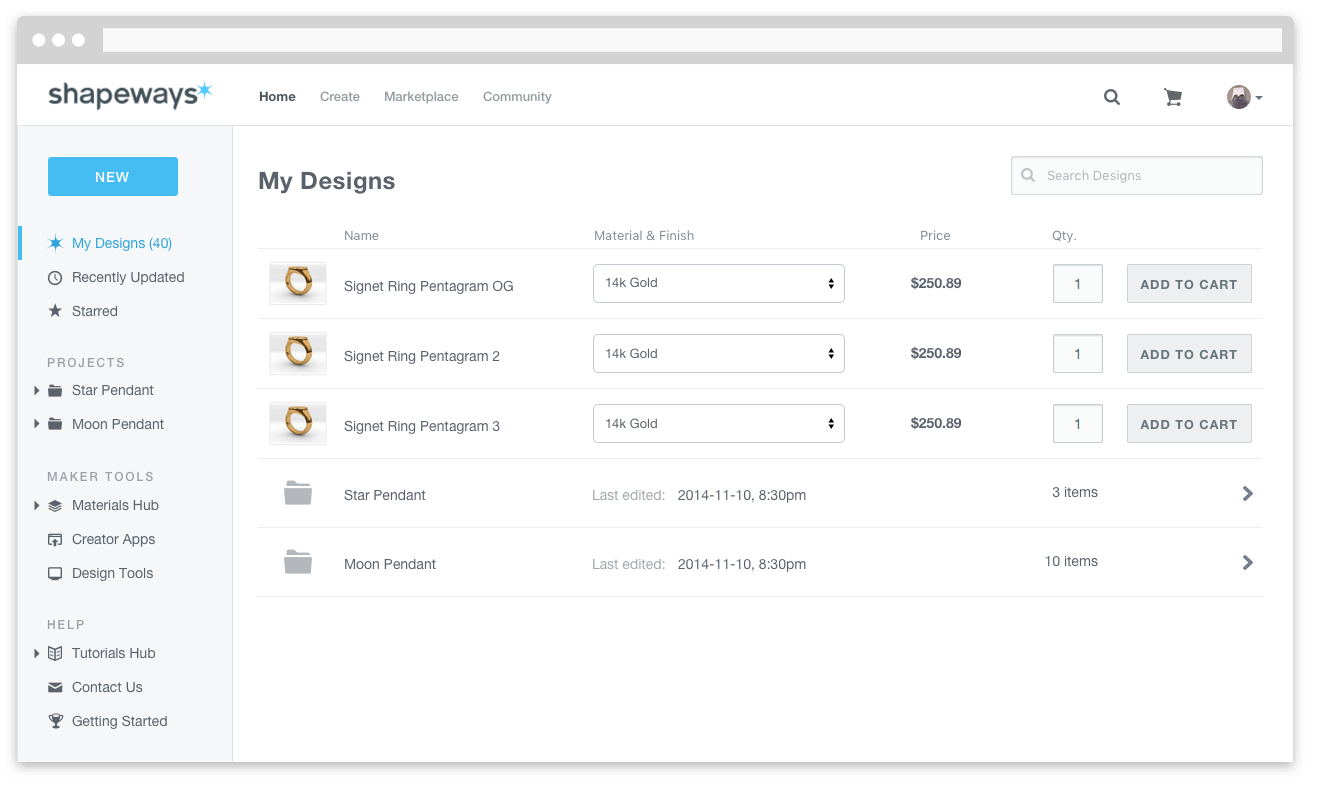 shapeways
Home Create Marketplace Community
NEW
My Designs (40)
Recently Updated
Starred
PROJECTS
Star Pendant
Moon Pendant
MAKER TOOLS
Materials Hub
Creator Apps
Design Tools
HELP
Tutorials Hub
Contact Us
Getting Started
My Designs
Search Designs
Name Material & Finish Price Qty.
Signet Ring Pentagram OG 14k Gold $250.89 1 ADD TO CART
Signet Ring Pentagram 2 14k Gold $250.89 1 ADD TO CART
Signet Ring Pentagram 3 14k Gold $250.89 1 ADD TO CART
Star Pendant Last edited: 2014-11-10, 8:30pm 3 items
Moon Pendant Last edited: 2014-11-10, 8:30pm 10 items